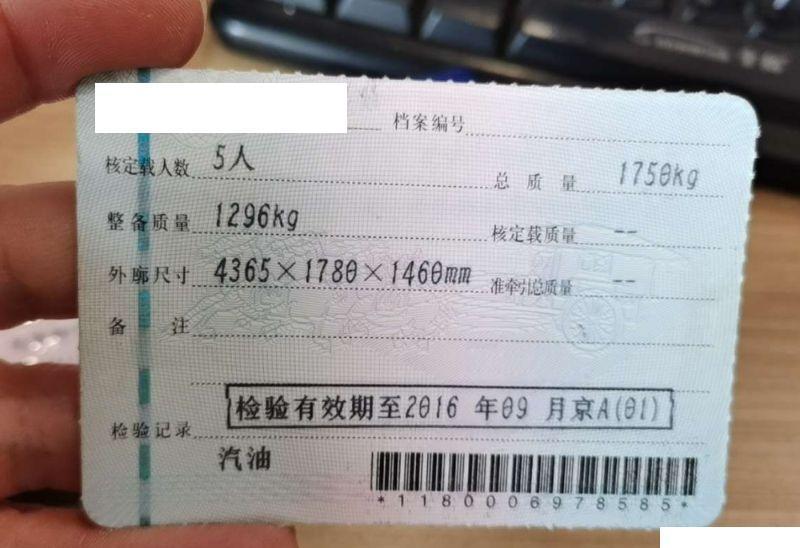 档案编号
核定载人数 5人 总质量 1750kg
整备质量 1296kg 核定载质量 --
外廓尺寸 4365×1780×1460mm 准牵引总质量 --
备注
检验有效期至2016 年09 月京A(01)
检验记录
汽油
*1180006978585*